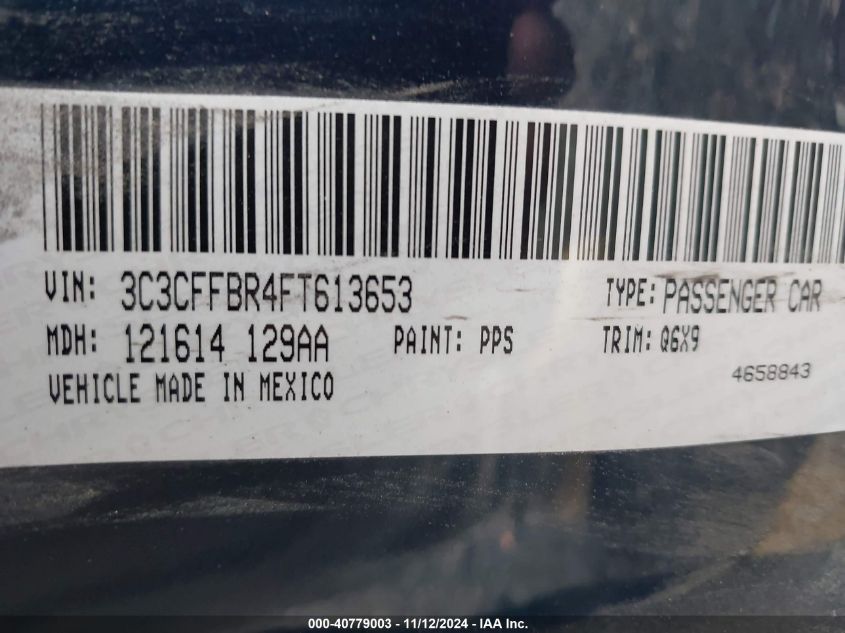 VIN: 3C3CFFBR4FT613653 TYPE: PASSENGER CAR
MDH: 121614 129AA PAINT: PPS TRIM: Q6X9
4658843
VEHICLE MADE IN MEXICO
000-40779003 - 11/12/2024 - IAA Inc.